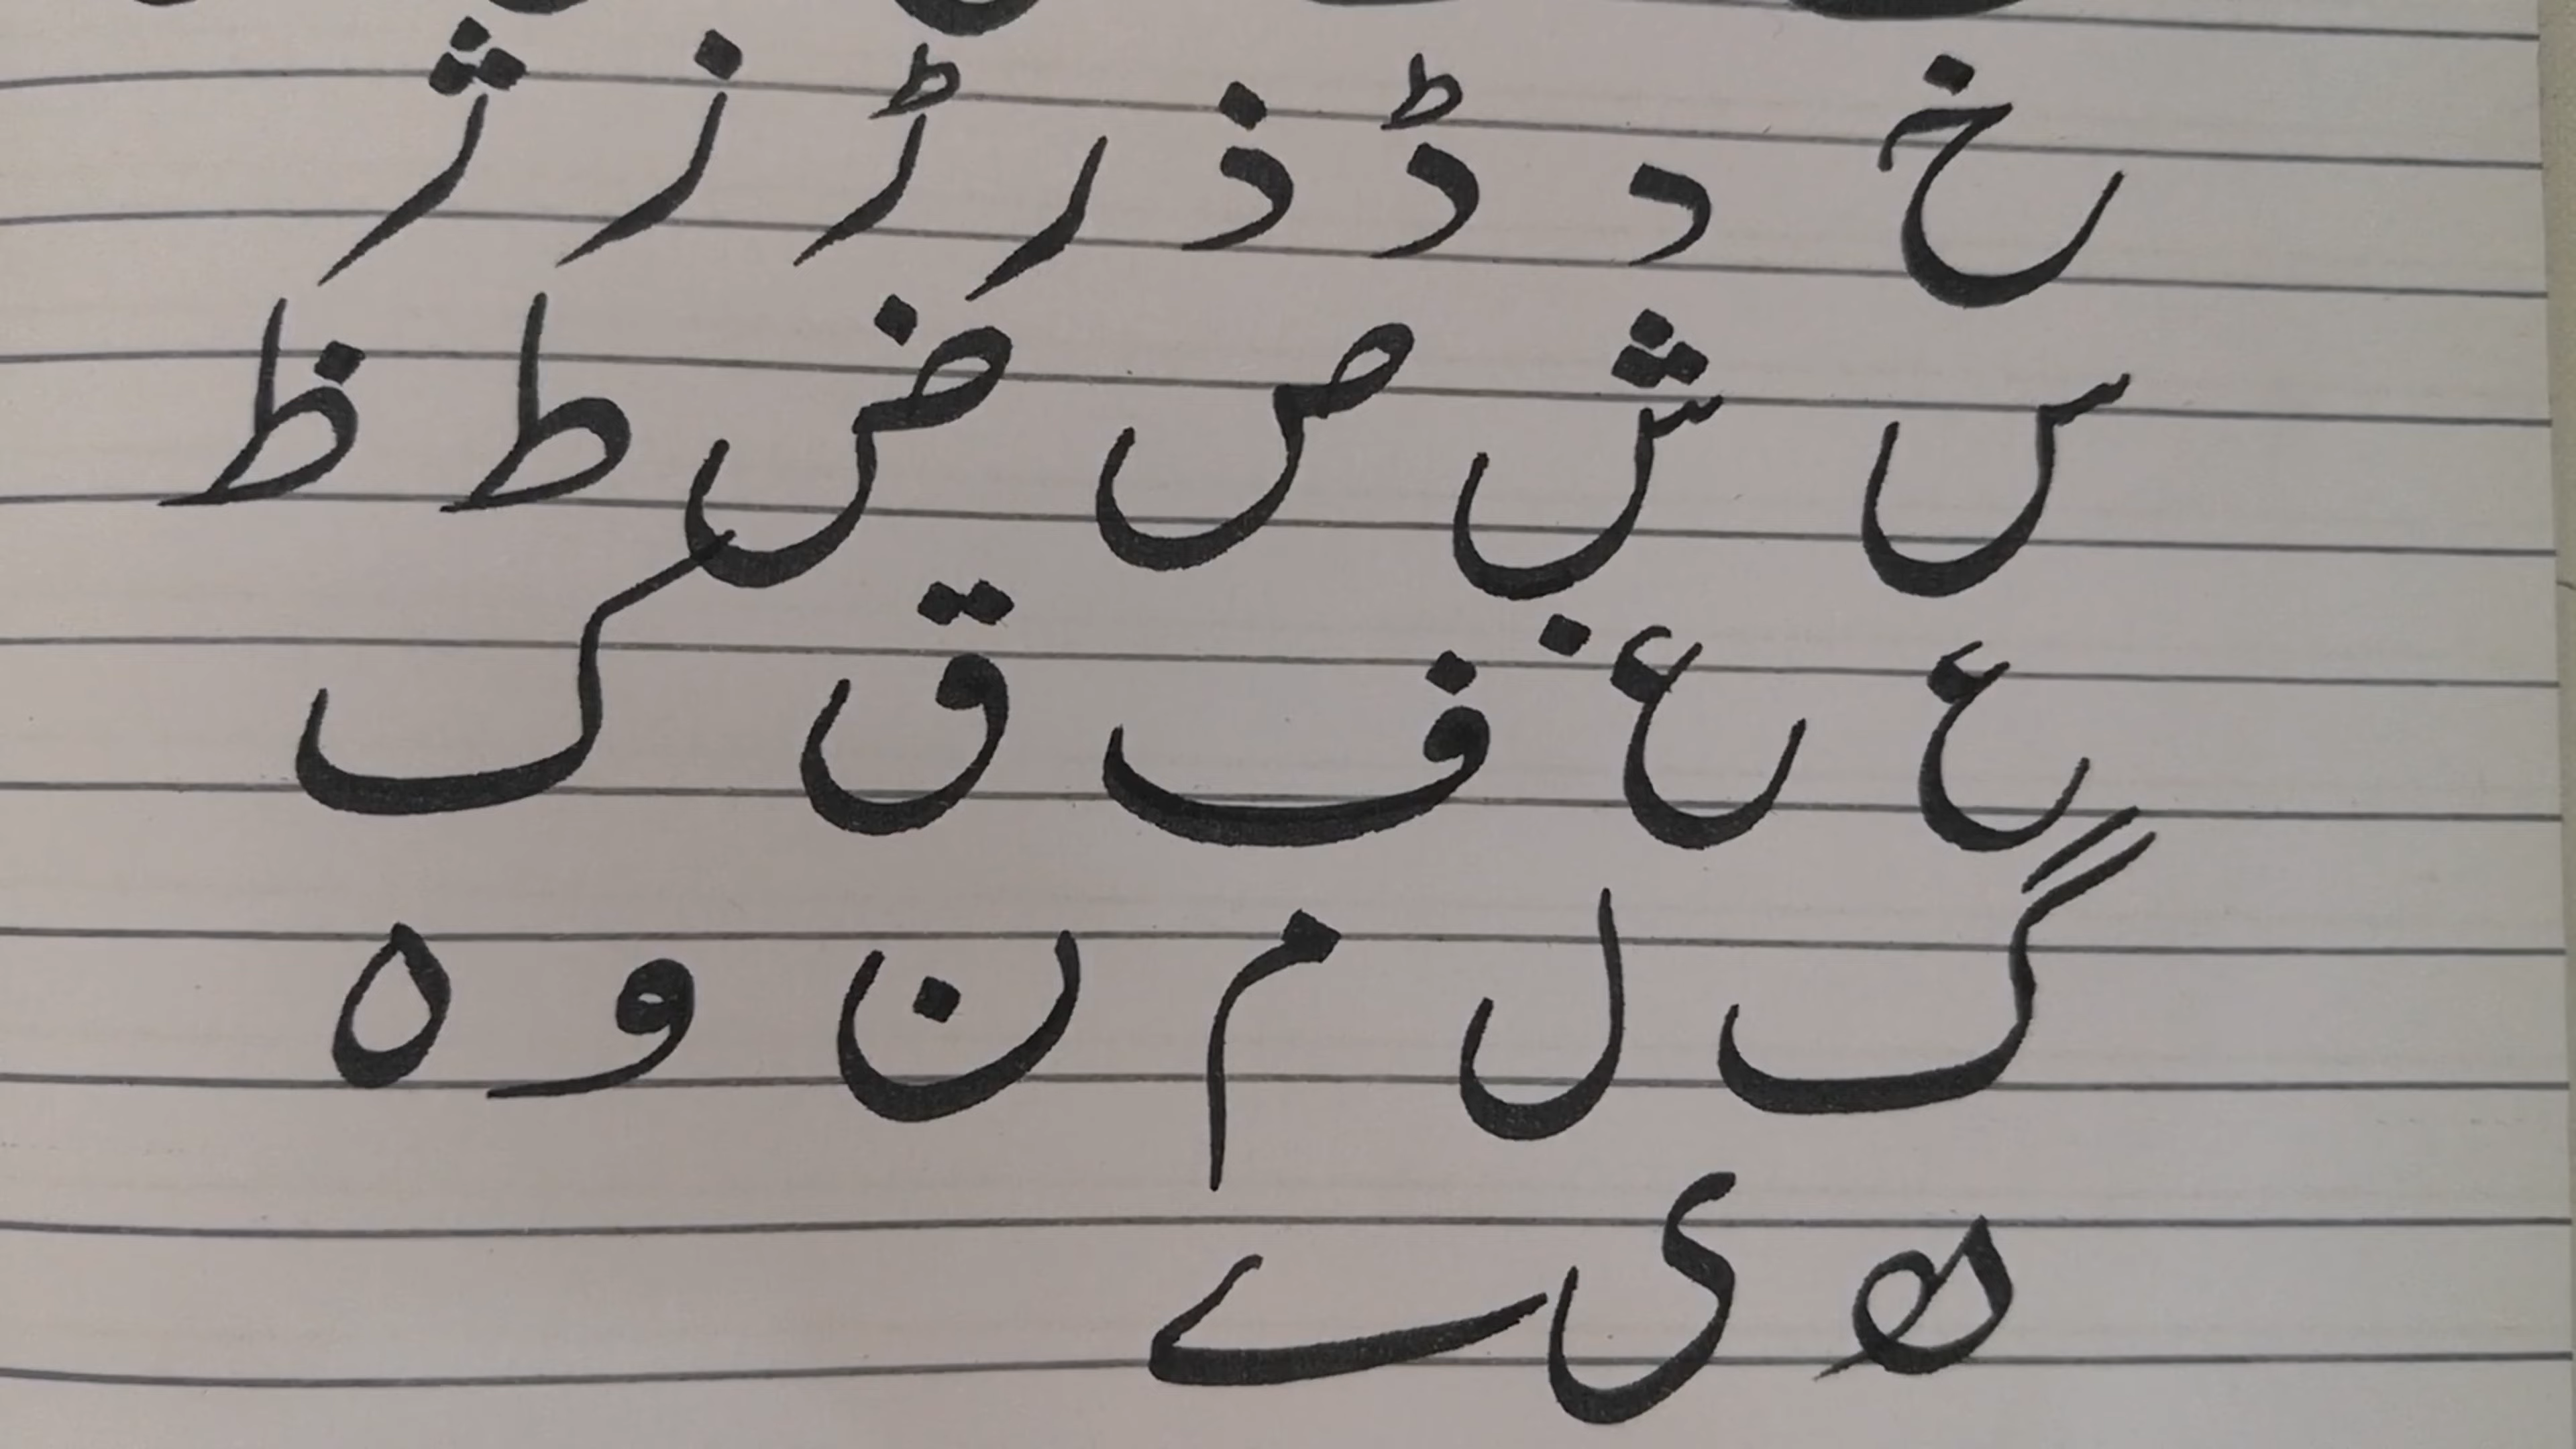 خ د ڈ ذ ر ڑ ز ژ
س ش ص ض ط ظ
ع غ ف ق ک
گ ل م ن و ہ
ھ ی ے